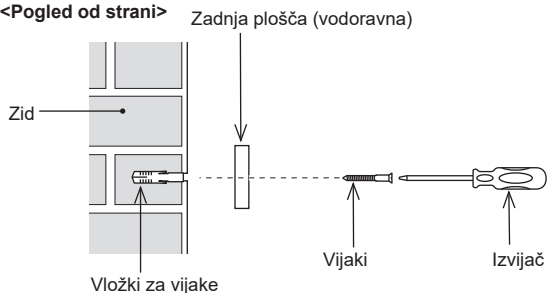 <Pogled od strani>
Zadnja plošča (vodoravna)
Zid
Vijaki
Izvijač
Vložki za vijake